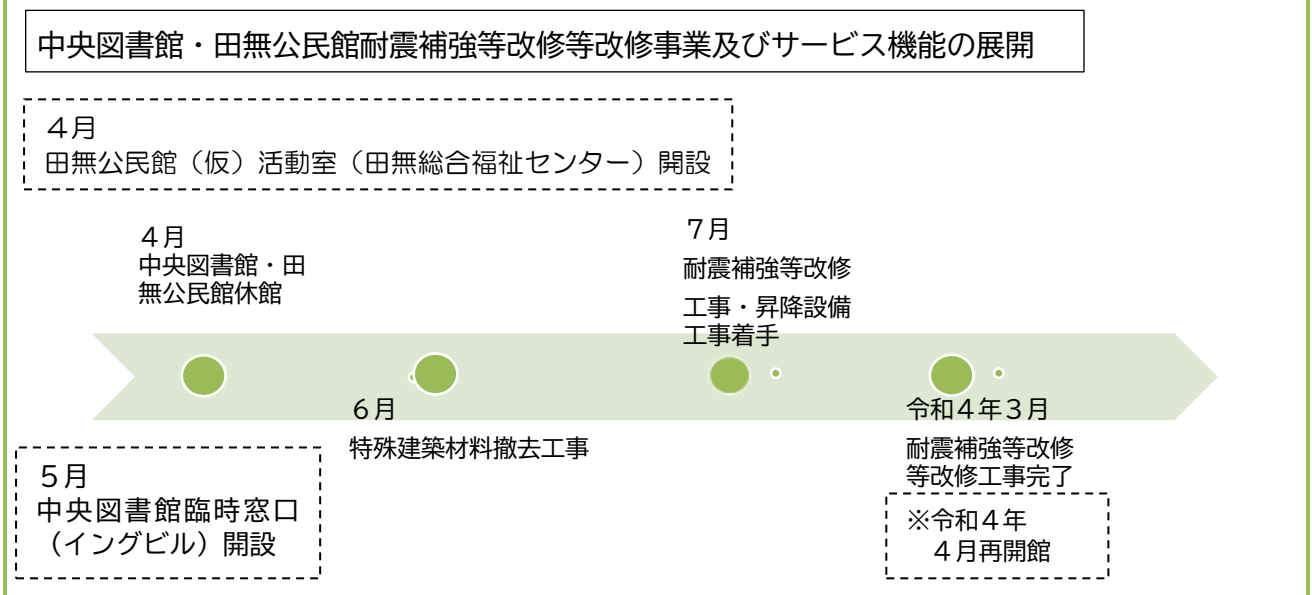 中央図書館・田無公民館耐震補強等改修等改修事業及びサービス機能の展開
４月
田無公民館（仮）活動室（田無総合福祉センター）開設
４月
中央図書館・田
無公民館休館
７月
耐震補強等改修
工事・昇降設備
工事着手
６月
特殊建築材料撤去工事
令和４年３月
耐震補強等改修
等改修工事完了
５月
中央図書館臨時窓口
（イングビル）開設
※令和４年
４月再開館